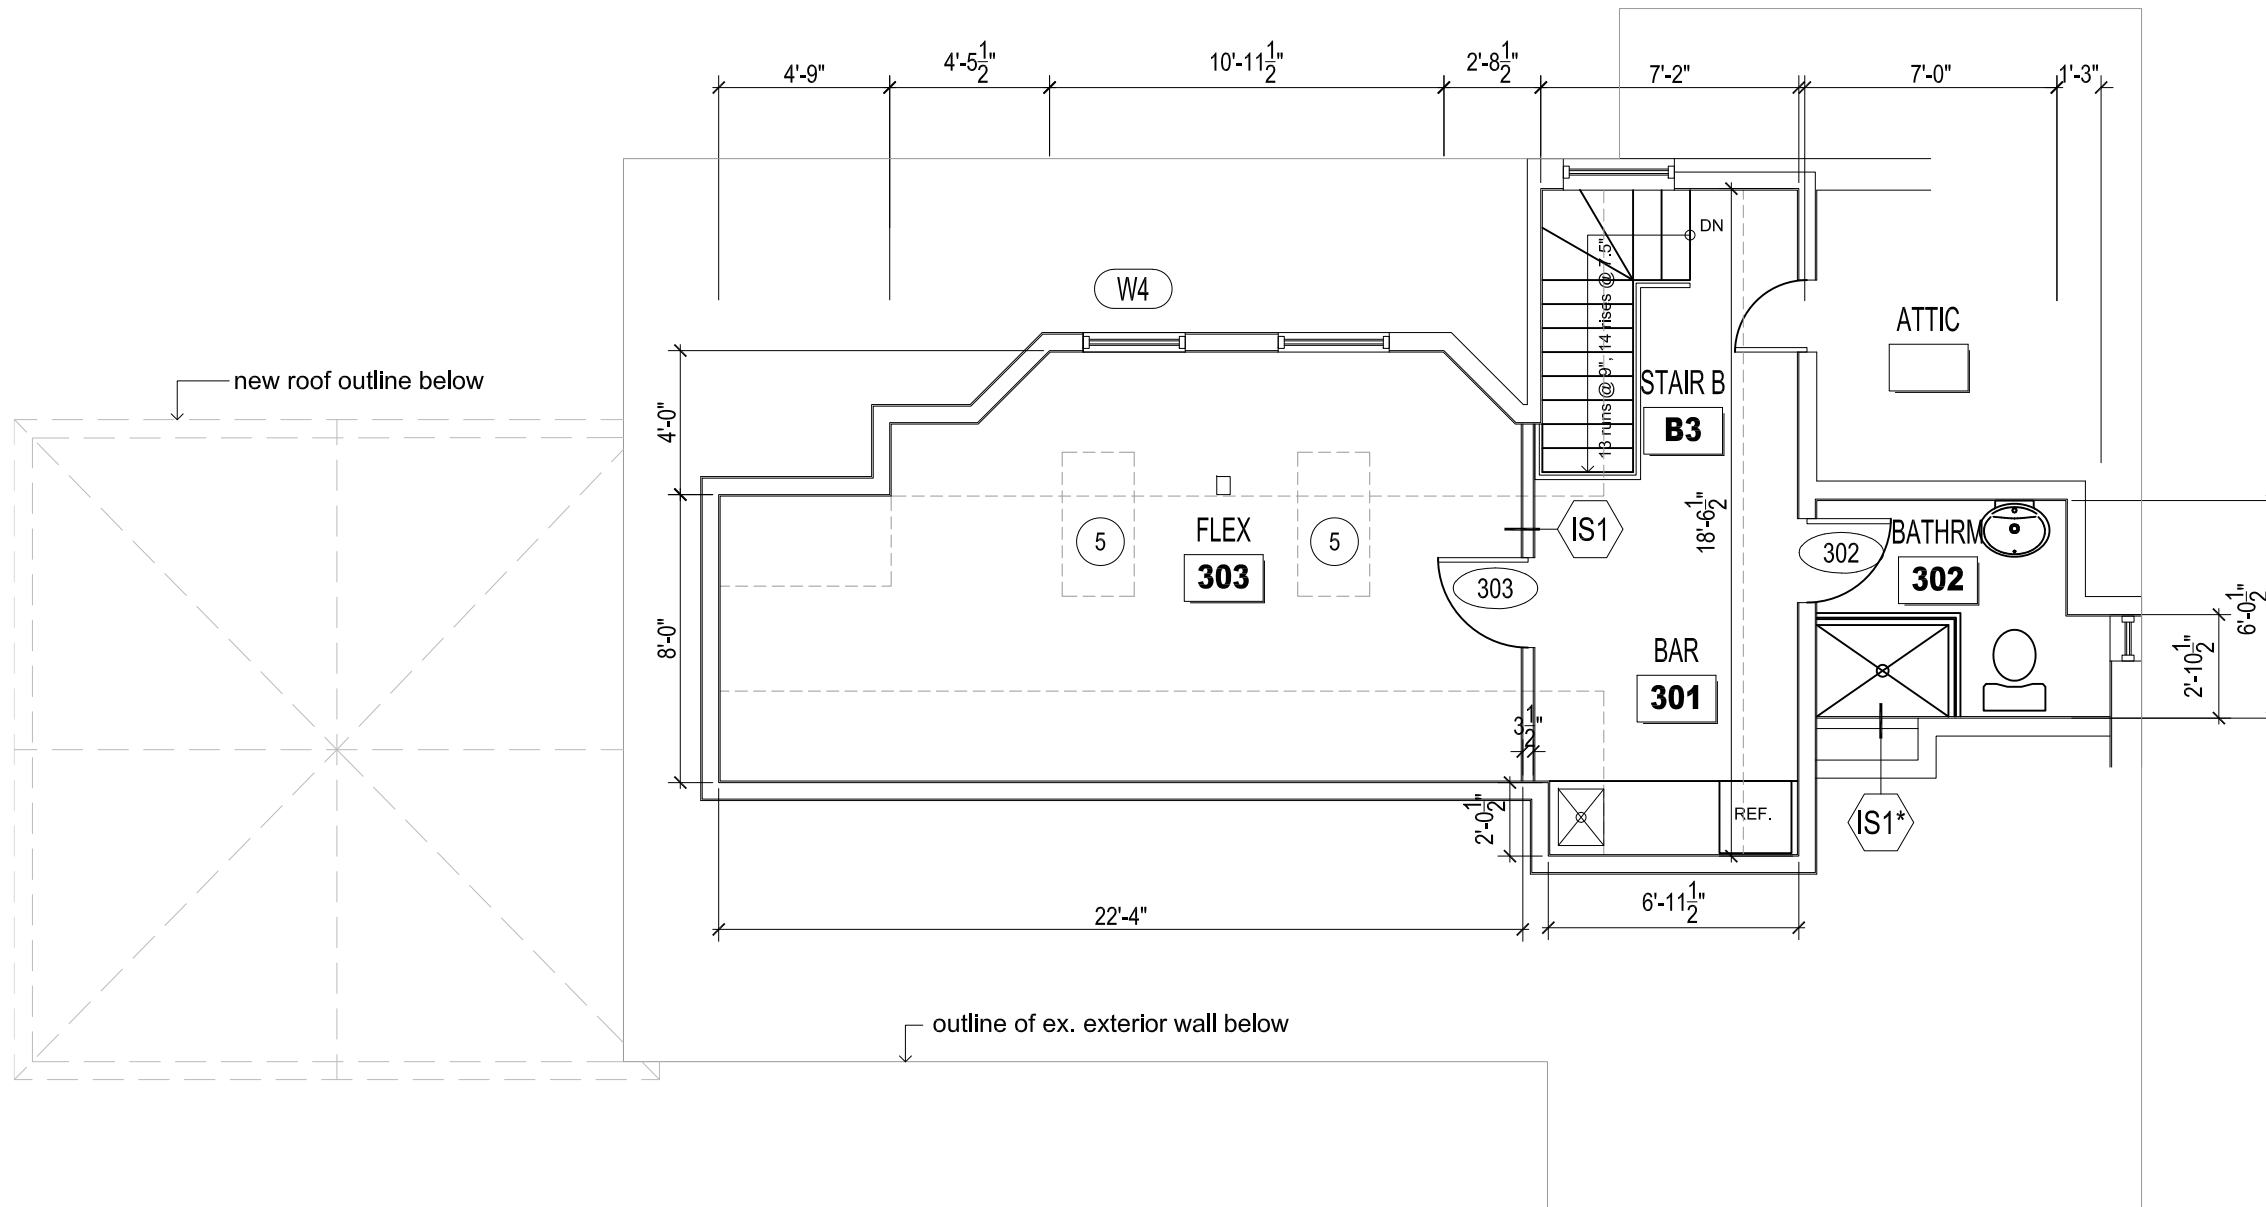 4'-9"
4'-5 1/2"
10'-11 1/2"
2'-8 1/2"
7'-2"
7'-0"
1'-3"
DN
W4
13 runs @ 9", 14 rises @ 7.5"
ATTIC
new roof outline below
STAIR B
B3
4'-0"
18'-6 1/2"
FLEX
303
5
5
IS1
BATHRM
302
302
303
6'-0 1/2"
8'-0"
BAR
301
2'-10 1/2"
3 1/2"
2'-0 1/2"
REF.
IS1*
22'-4"
6'-11 1/2"
outline of ex. exterior wall below